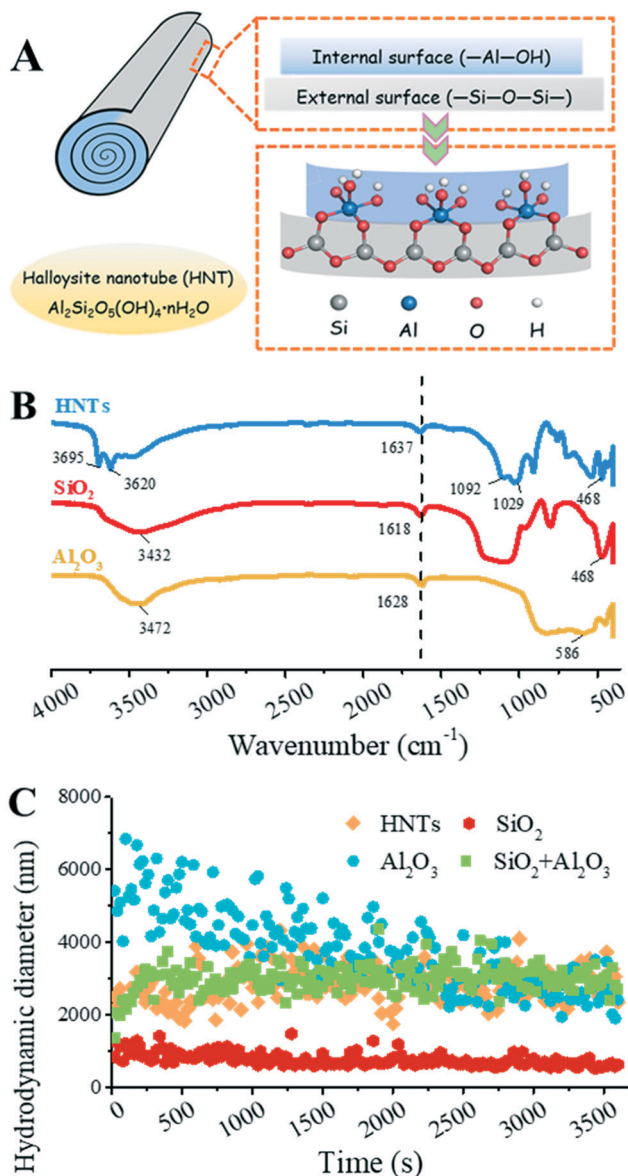 A
Internal surface (—Al—OH)
External surface (—Si—O—Si—)
Halloysite nanotube (HNT)
Al₂Si₂O₅(OH)₄·nH₂O
Si Al O H
B
HNTs
3695
3620
1637
1092
1029
468
SiO₂
3432
1618
468
Al₂O₃
3472
1628
586
4000 3500 3000 2500 2000 1500 1000 500
Wavenumber (cm⁻¹)
C
8000
6000
4000
2000
0
Hydrodynamic diameter (nm)
HNTs SiO₂
Al₂O₃ SiO₂+Al₂O₃
0 500 1000 1500 2000 2500 3000 3500
Time (s)